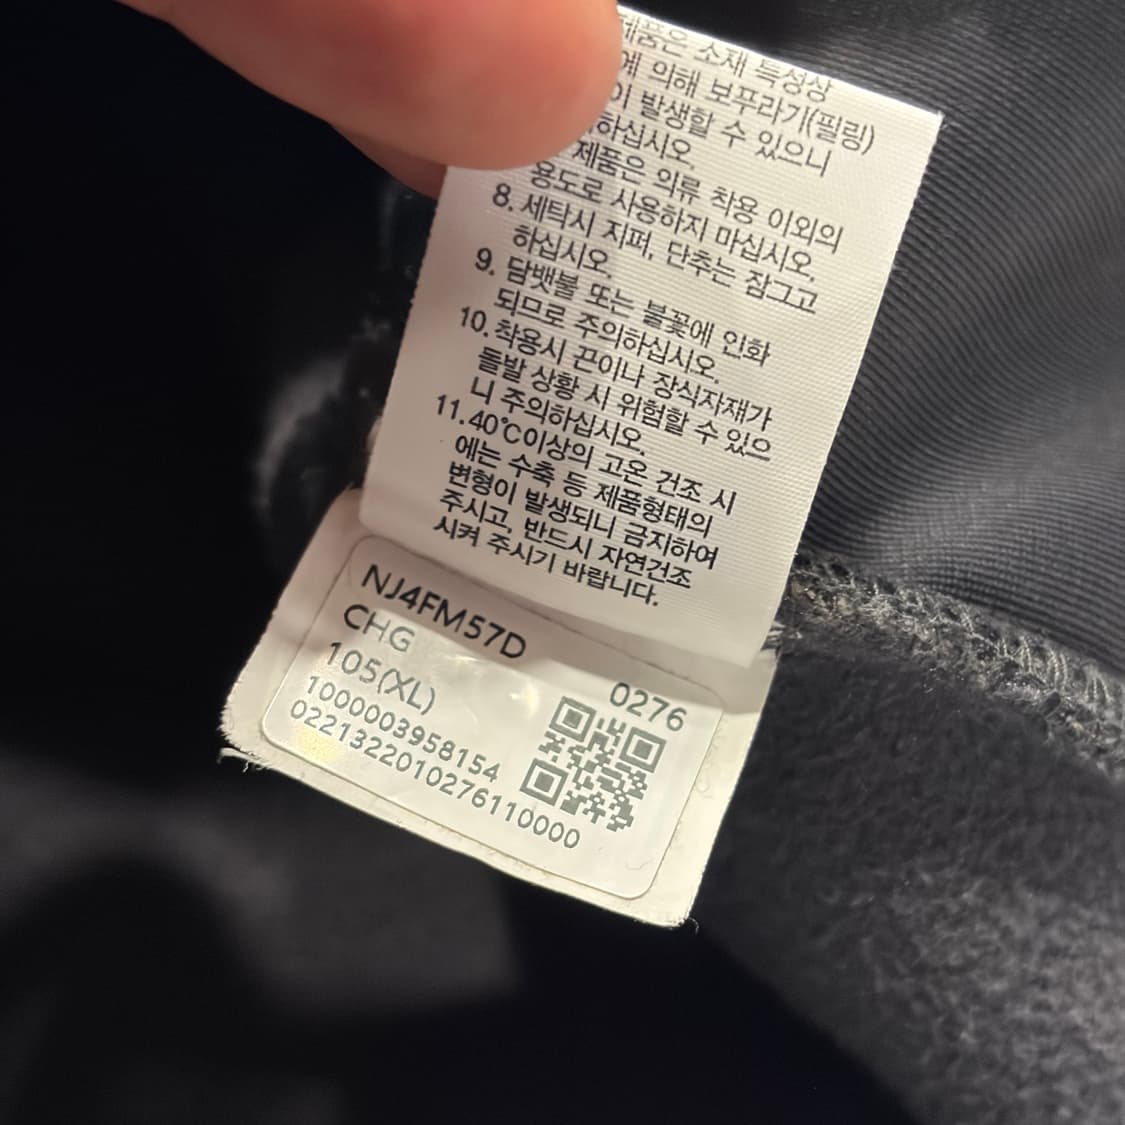 제품은 소재 특성상
에 의해 보푸라기(필링)
이 발생할 수 있으니
하십시오.
제품은 의류 착용 이외의
용도로 사용하지 마십시오.
8. 세탁시 지퍼, 단추는 잠그고
하십시오.
9. 담뱃불 또는 불꽃에 인화
되므로 주의하십시오.
10. 착용시 끈이나 장식자재가
돌발 상황 시 위험할 수 있으
니 주의하십시오.
11. 40℃이상의 고온 건조 시
에는 수축 등 제품형태의
변형이 발생되니 금지하여
주시고, 반드시 자연건조
시켜 주시기 바랍니다.
NJ4FM57D
CHG
105(XL)
0276
1000003958154
0221322010276110000